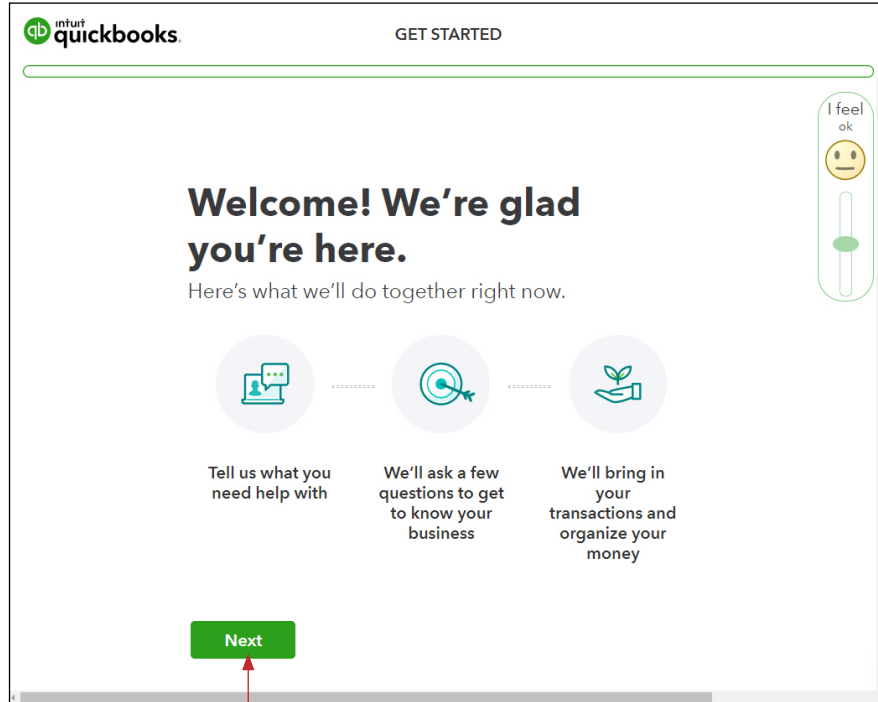 qb intuit quickbooks.
GET STARTED
I feel
ok
Welcome! We're glad
you're here.
Here's what we'll do together right now.
Tell us what you
need help with
We'll ask a few
questions to get
to know your
business
We'll bring in
your
transactions and
organize your
money
Next